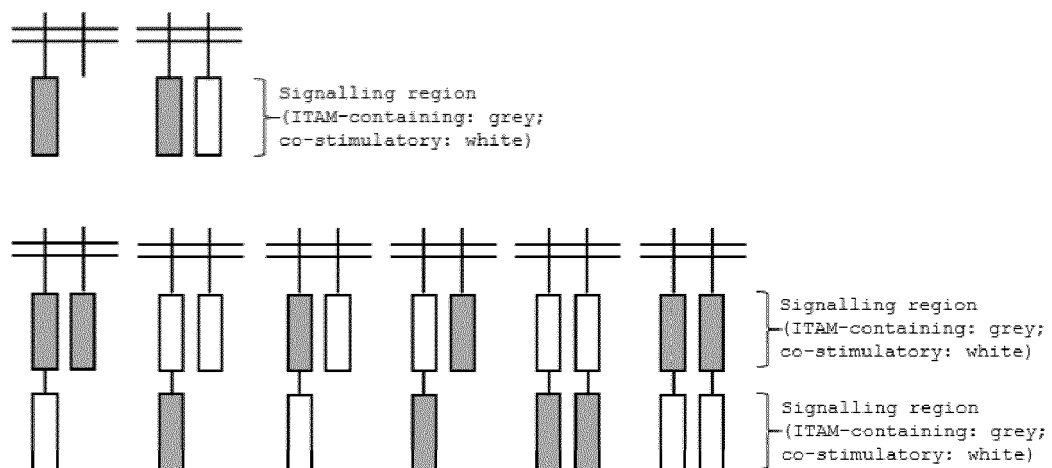 Signalling region
(ITAM-containing: grey;
co-stimulatory: white)
Signalling region
(ITAM-containing: grey;
co-stimulatory: white)
Signalling region
(ITAM-containing: grey;
co-stimulatory: white)